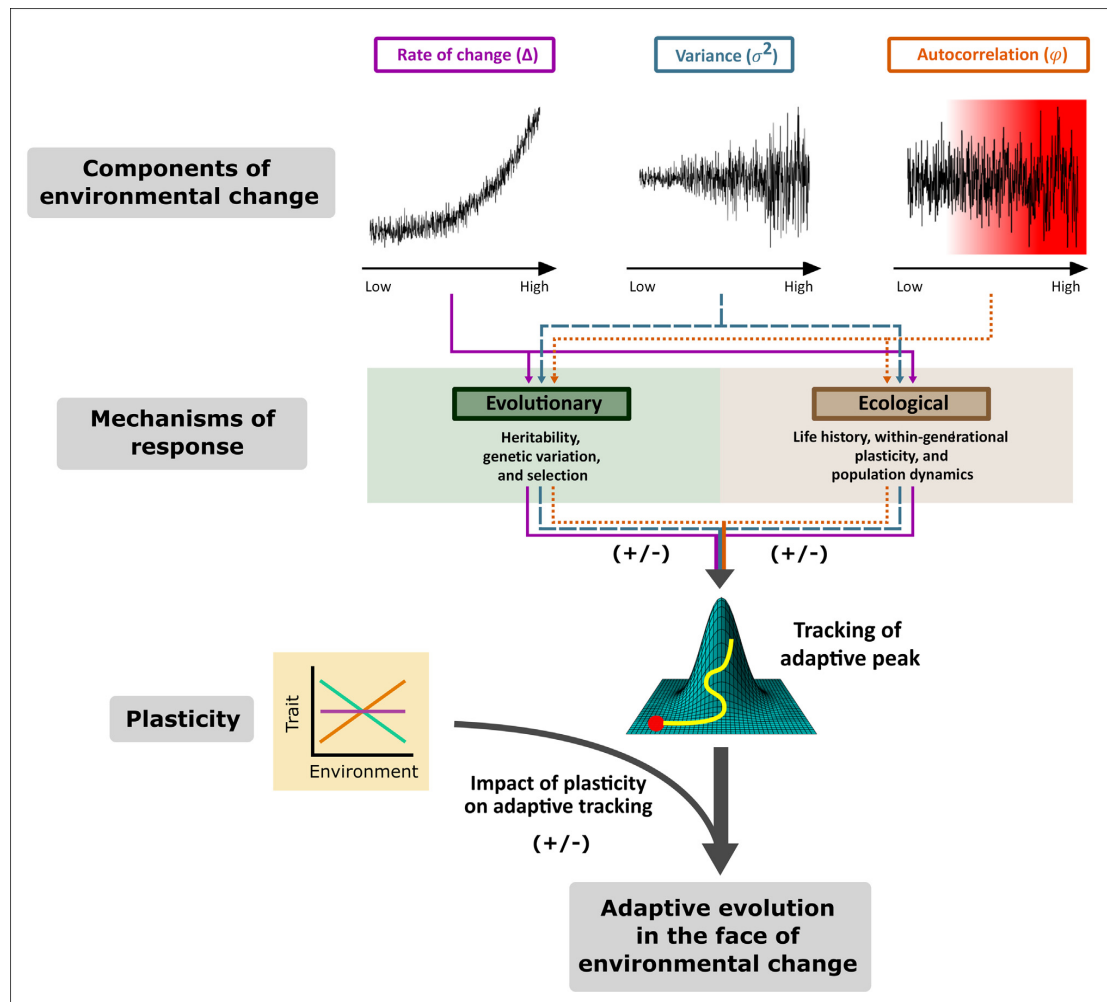 Rate of change (Δ)
Variance (σ²)
Autocorrelation (φ)
Components of
environmental change
Low
High
Low
High
Low
High
Mechanisms of
response
Evolutionary
Heritability,
genetic variation,
and selection
Ecological
Life history, within-generational
plasticity, and
population dynamics
(+/-)
(+/-)
Tracking of
adaptive peak
Plasticity
Trait
Environment
Impact of plasticity
on adaptive tracking
(+/-)
Adaptive evolution
in the face of
environmental change